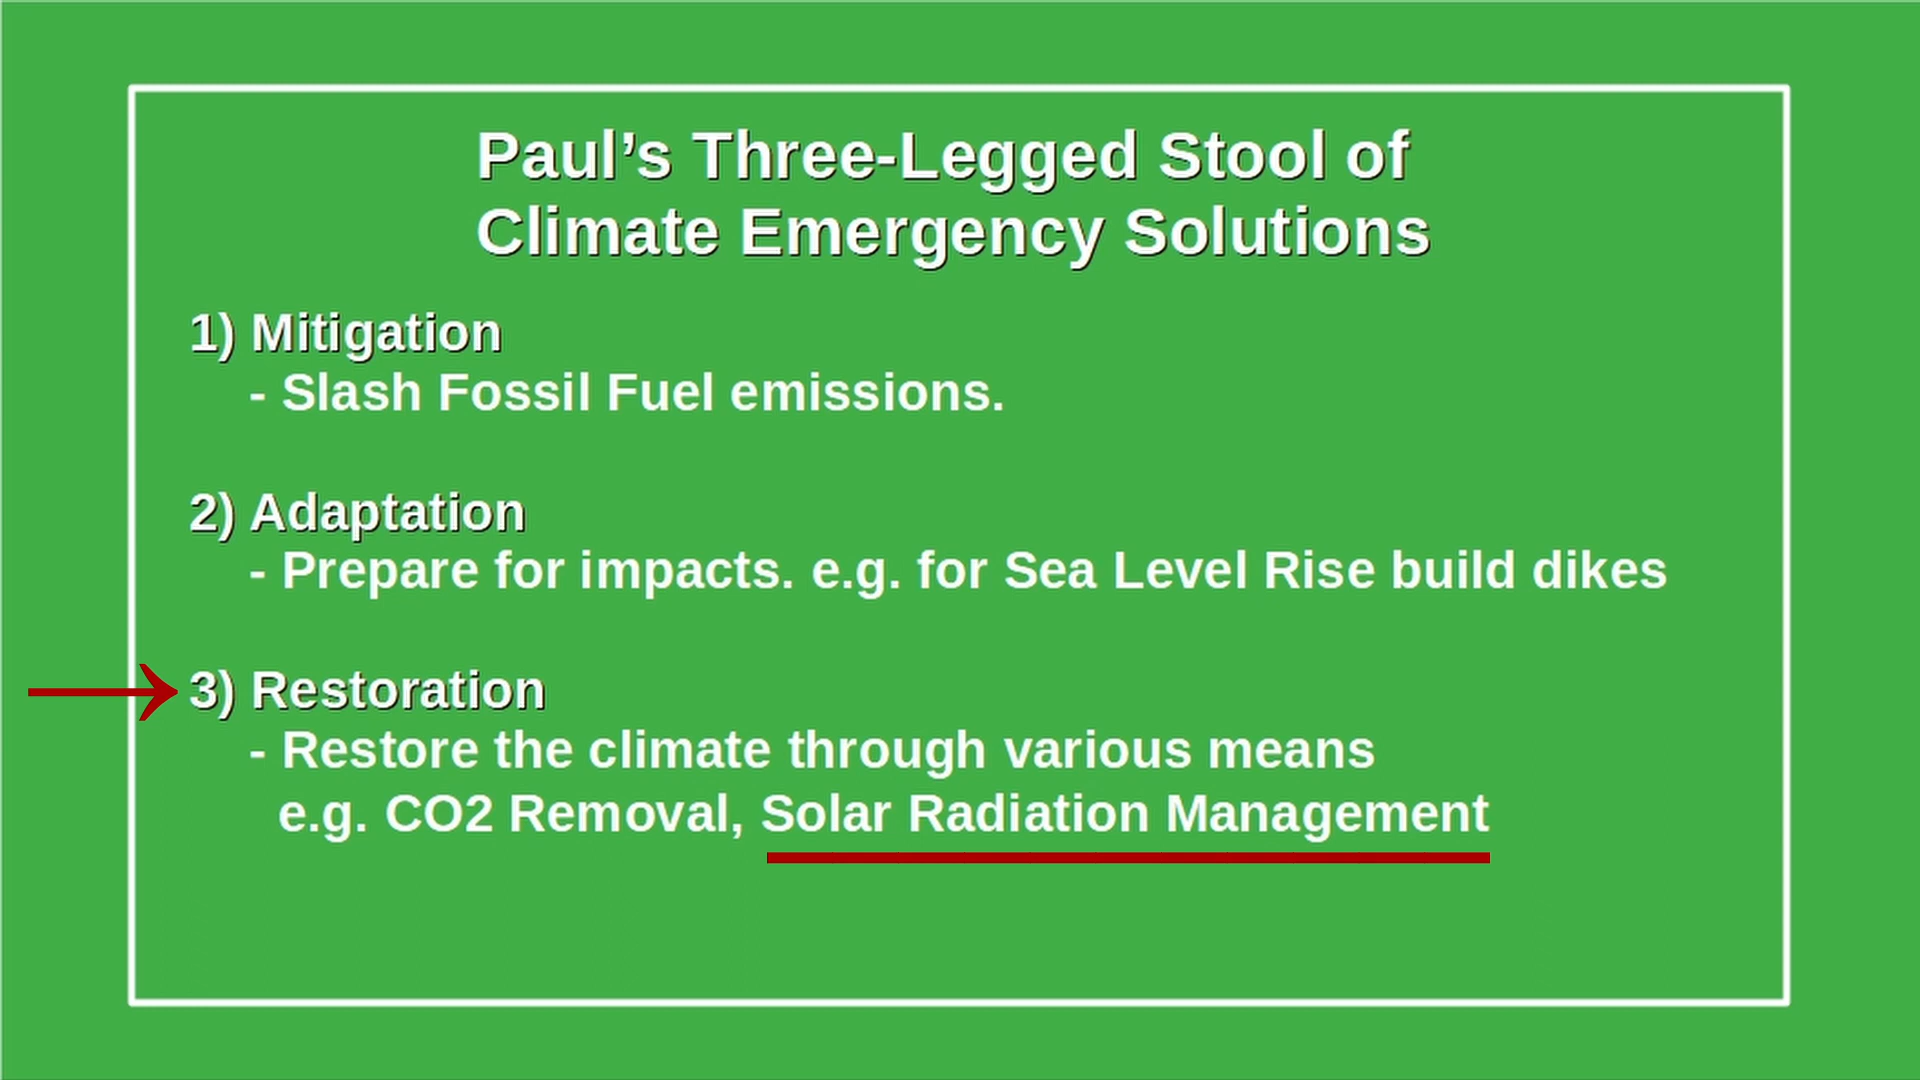 Paul’s Three-Legged Stool of
Climate Emergency Solutions
1) Mitigation
- Slash Fossil Fuel emissions.
2) Adaptation
- Prepare for impacts. e.g. for Sea Level Rise build dikes
3) Restoration
- Restore the climate through various means
e.g. CO2 Removal, Solar Radiation Management